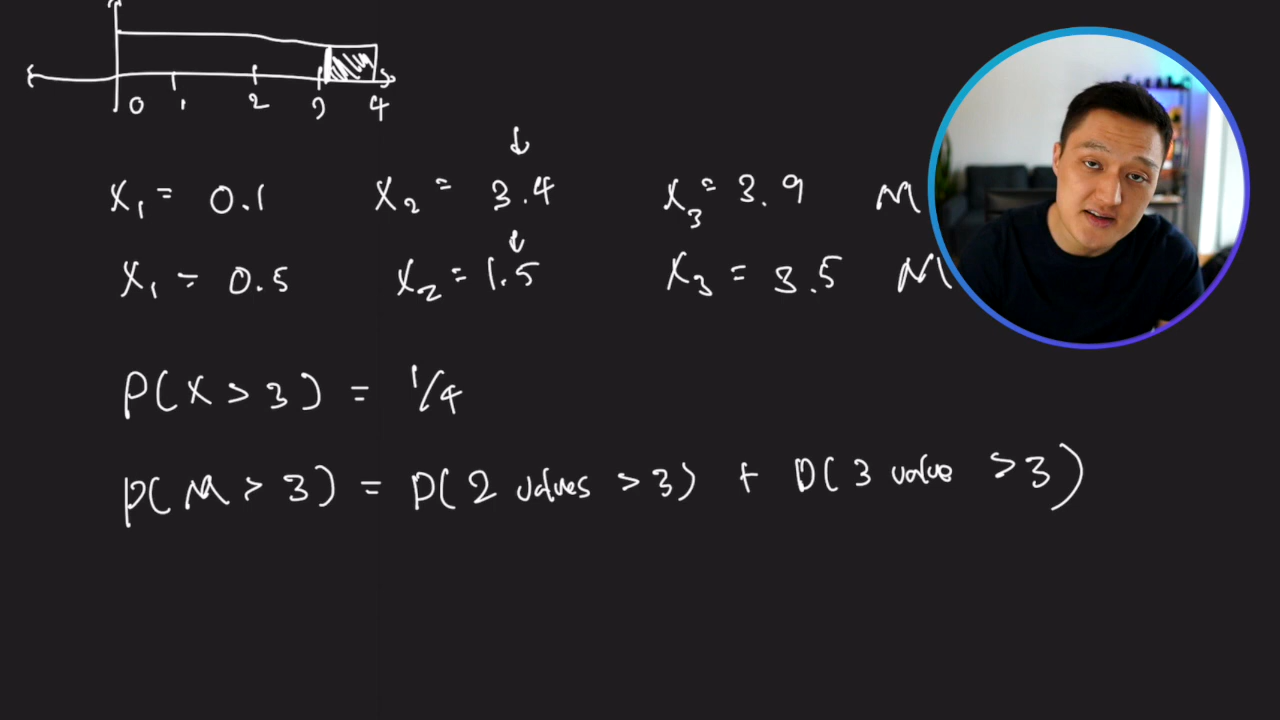 0 1 2 3 4
X₁ = 0.1 X₂ = 3.4 X₃ = 3.9 M
X₁ = 0.5 X₂ = 1.5 X₃ = 3.5 M
P(X > 3) = 1/4
P(M > 3) = P(2 values > 3) + P(3 value > 3)